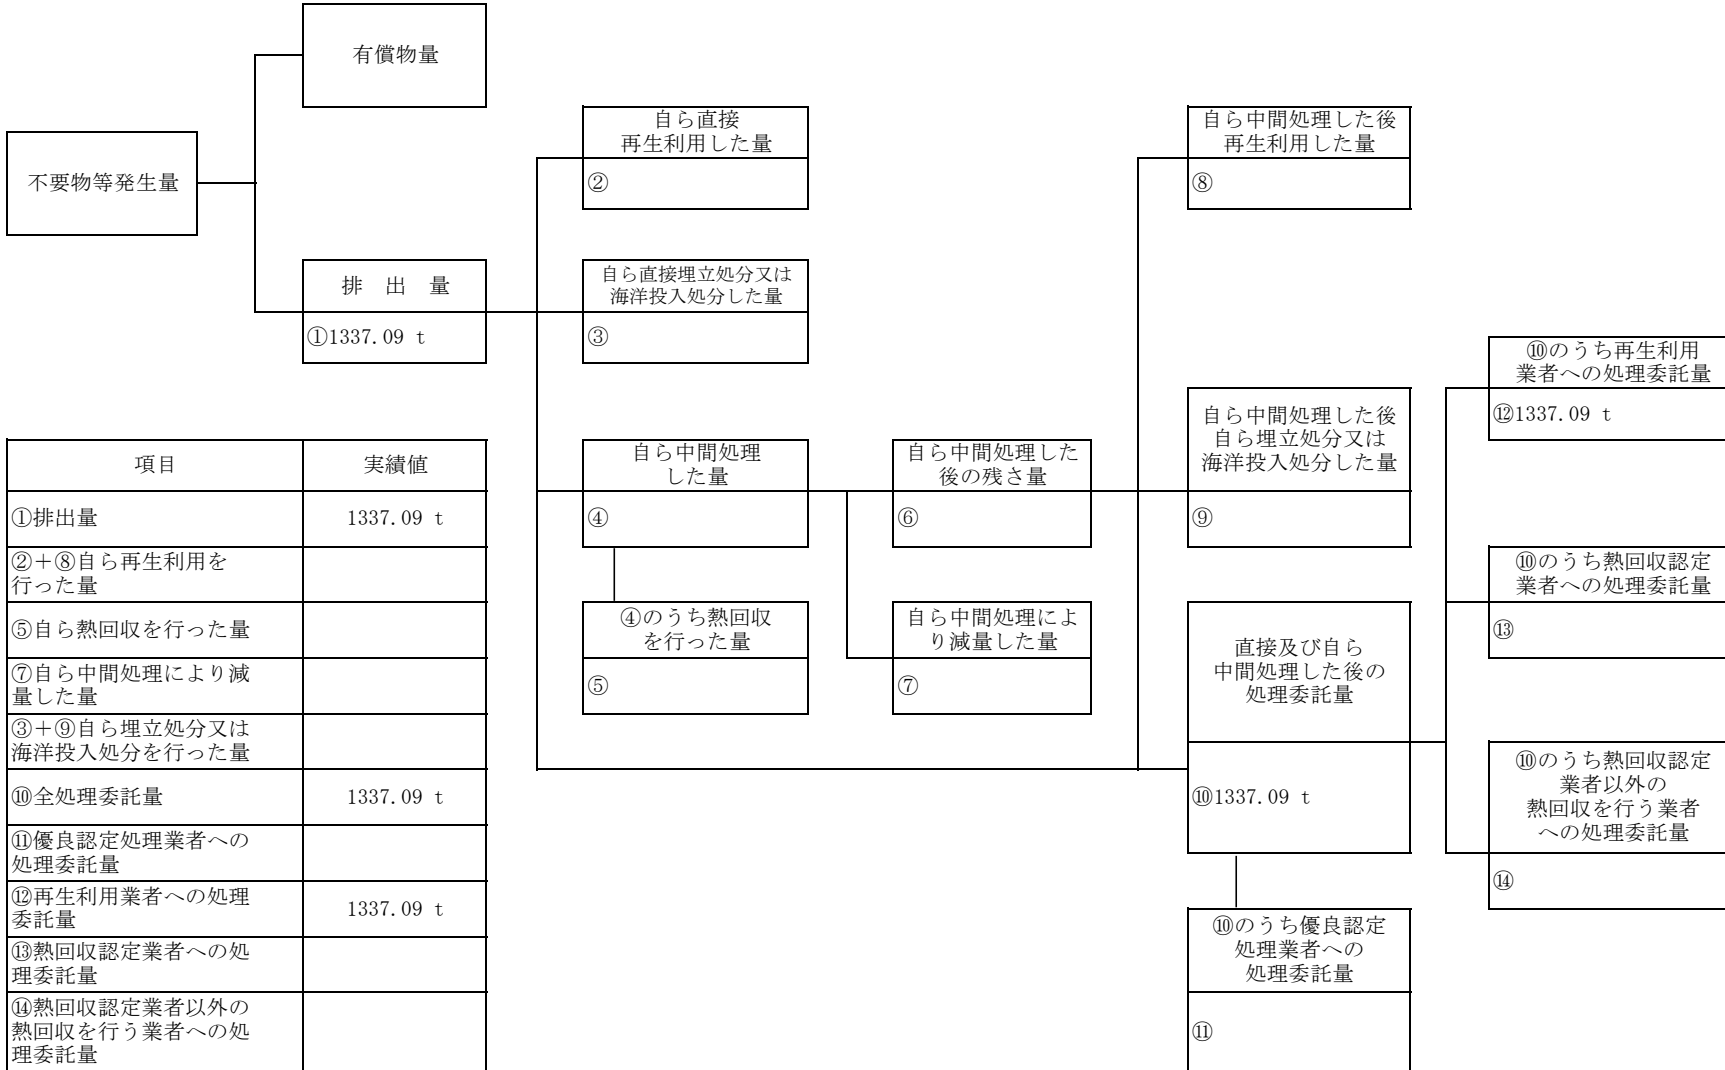 有償物量
不要物等発生量
排　出　量
①1337.09 t
自ら直接
再生利用した量
②
自ら直接埋立処分又は
海洋投入処分した量
③
自ら中間処理
した量
④
④のうち熱回収
を行った量
⑤
自ら中間処理した
後の残さ量
⑥
自ら中間処理によ
り減量した量
⑦
自ら中間処理した後
再生利用した量
⑧
自ら中間処理した後
自ら埋立処分又は
海洋投入処分した量
⑨
直接及び自ら
中間処理した後の
処理委託量
⑩1337.09 t
⑩のうち優良認定
処理業者への
処理委託量
⑪
⑩のうち再生利用
業者への処理委託量
⑫1337.09 t
⑩のうち熱回収認定
業者への処理委託量
⑬
⑩のうち熱回収認定
業者以外の
熱回収を行う業者
への処理委託量
⑭
項目　実績値
①排出量　1337.09 t
②＋⑧自ら再生利用を
行った量
⑤自ら熱回収を行った量
⑦自ら中間処理により減
量した量
③＋⑨自ら埋立処分又は
海洋投入処分を行った量
⑩全処理委託量　1337.09 t
⑪優良認定処理業者への
処理委託量
⑫再生利用業者への処理
委託量　1337.09 t
⑬熱回収認定業者への処
理委託量
⑭熱回収認定業者以外の
熱回収を行う業者への処
理委託量